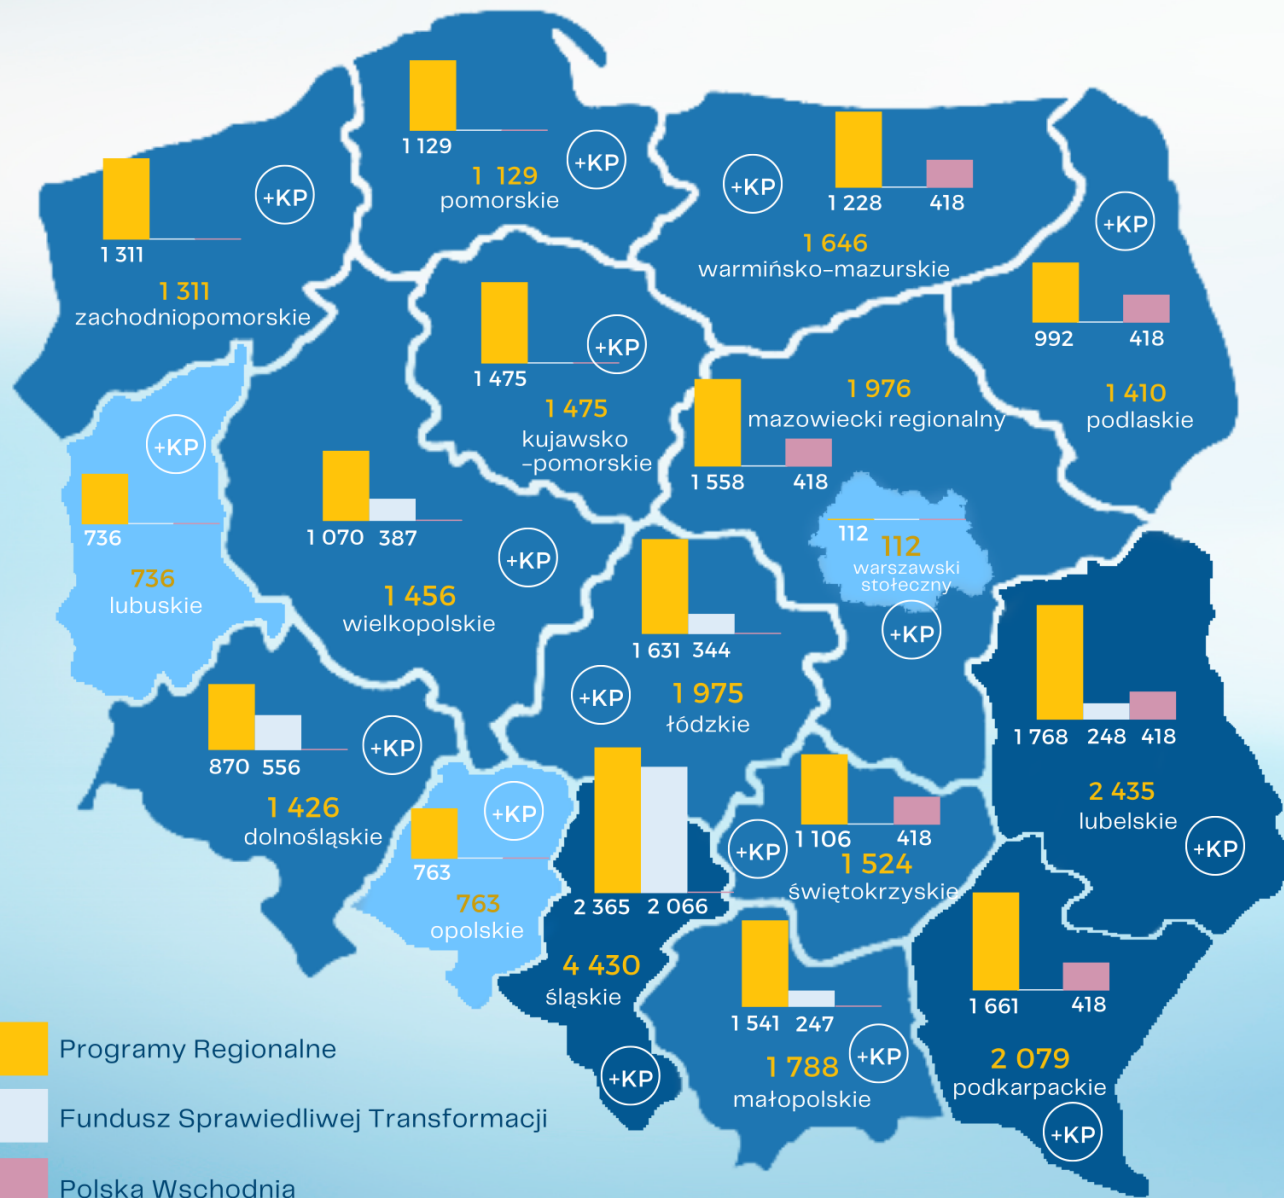 1 129
1 129
pomorskie
+KP
1 311
1 311
zachodniopomorskie
+KP
1 228 418
1 646
warmińsko-mazurskie
+KP
992 418
1 410
podlaskie
+KP
1 475
1 475
kujawsko
-pomorskie
+KP
1 976
mazowiecki regionalny
1 558 418
112
112
warszawski
stołeczny
+KP
736
736
lubuskie
+KP
1 070 387
1 456
wielkopolskie
+KP
1 631 344
1 975
łódzkie
+KP
1 768 248 418
2 435
lubelskie
+KP
870 556
1 426
dolnośląskie
+KP
763
763
opolskie
+KP
2 365 2 066
4 430
śląskie
+KP
1 106 418
1 524
świętokrzyskie
+KP
1 541 247
1 788
małopolskie
+KP
1 661 418
2 079
podkarpackie
+KP
Programy Regionalne
Fundusz Sprawiedliwej Transformacji
Polska Wschodnia